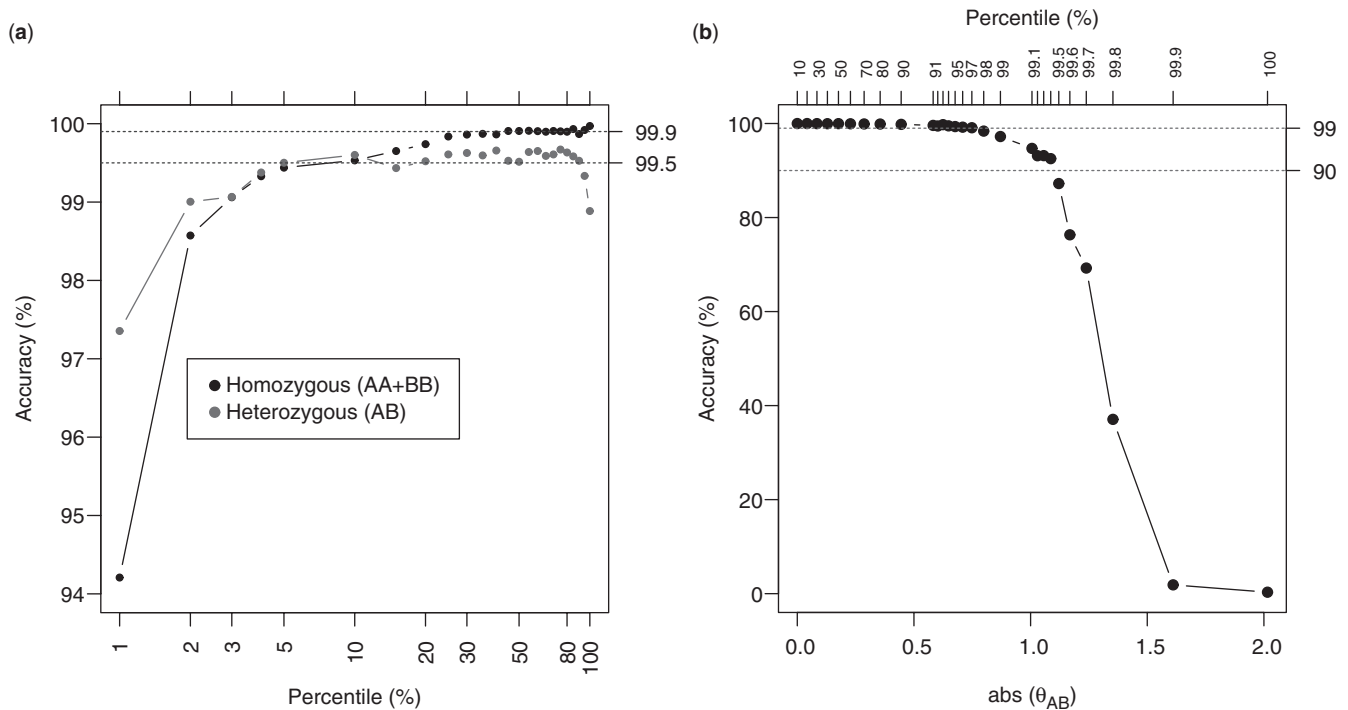 (a)
Accuracy (%)
100
99
98
97
96
95
94
99.9
99.5
Homozygous (AA+BB)
Heterozygous (AB)
1 2 3 5 10 20 30 50 80 100
Percentile (%)
(b)
Percentile (%)
10 30 50 70 80 90 91 95 97 98 99 99.1 99.5 99.6 99.7 99.8 99.9 100
Accuracy (%)
100
80
60
40
20
0
99
90
0.0 0.5 1.0 1.5 2.0
abs (θAB)